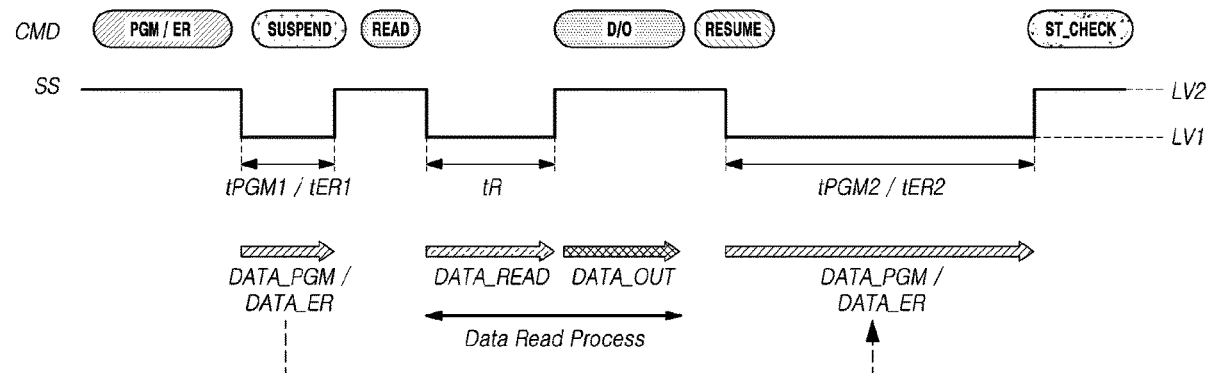 CMD PGM / ER SUSPEND READ D/O RESUME ST_CHECK
SS LV2
LV1
tPGM1 / tER1 tR tPGM2 / tER2
DATA_PGM / DATA_READ DATA_OUT DATA_PGM /
DATA_ER DATA_ER
Data Read Process